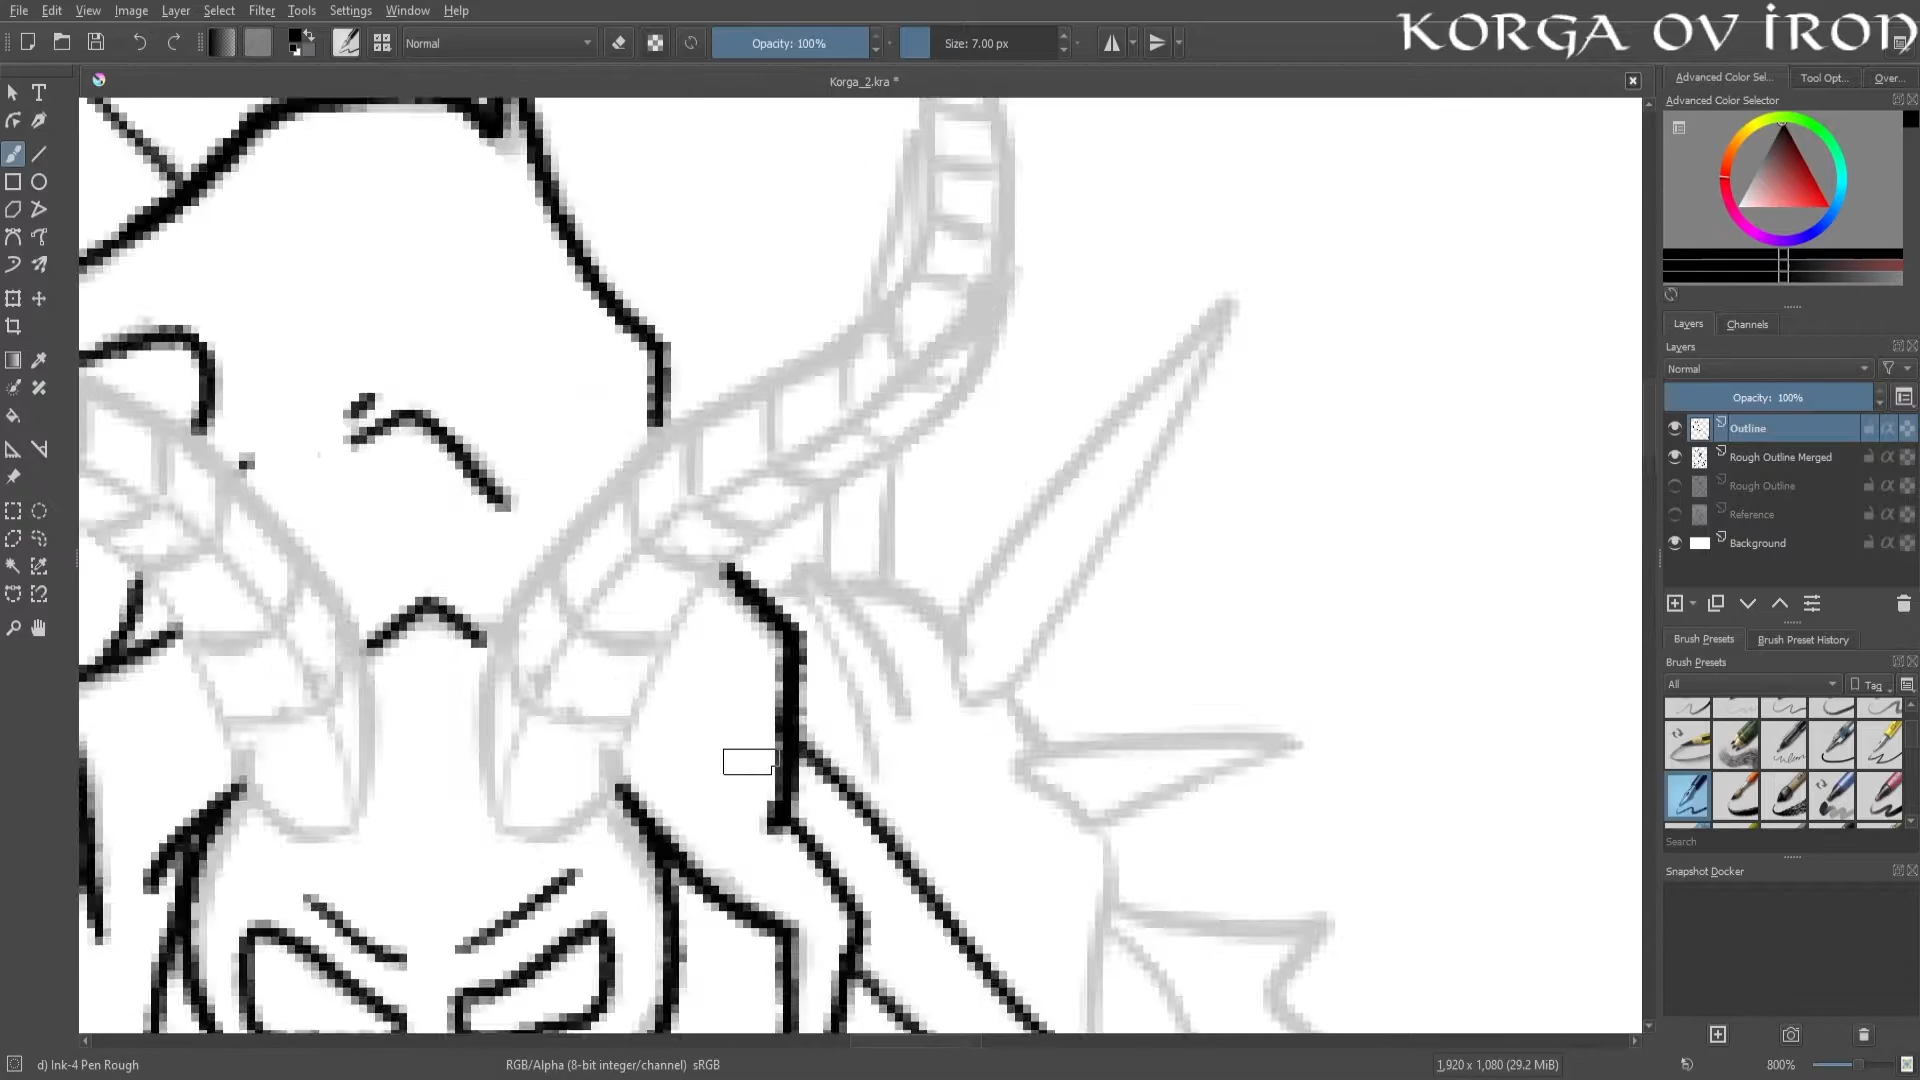 File Edit View Image Layer Select Filter Tools Settings Window Help
KORGA OV IRON
Normal
Opacity: 100%
Size: 7.00 px
Korga_2.kra *
Advanced Color Sel...
Tool Opt...
Over...
Advanced Color Selector
Layers
Channels
Layers
Normal
Opacity: 100%
Outline
Rough Outline Merged
Rough Outline
Reference
Background
Brush Presets
Brush Preset History
Brush Presets
All
Tag
Search
Snapshot Docker
d) Ink-4 Pen Rough
RGB/Alpha (8-bit integer/channel) sRGB
1,920 x 1,080 (29.2 MiB)
800%